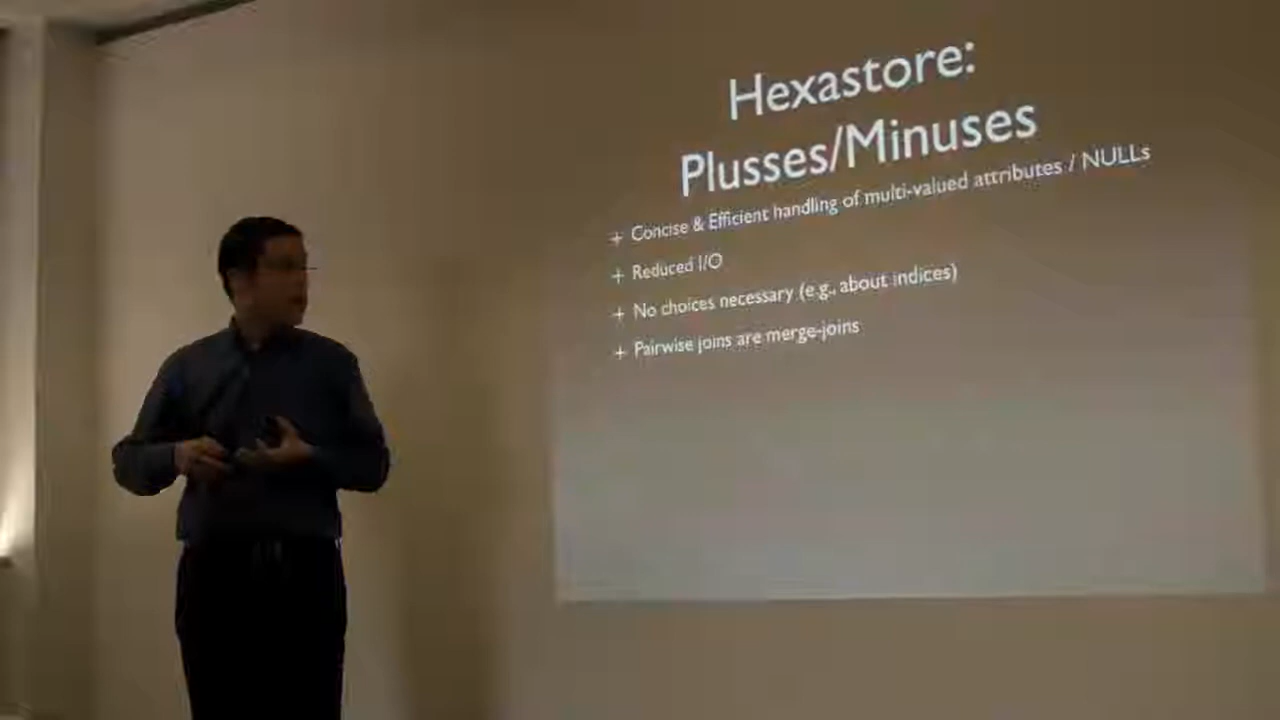 Hexastore:
Plusses/Minuses
+ Concise & Efficient handling of multi-valued attributes / NULLs
+ Reduced I/O
+ No choices necessary (e.g., about indices)
+ Pairwise joins are merge-joins